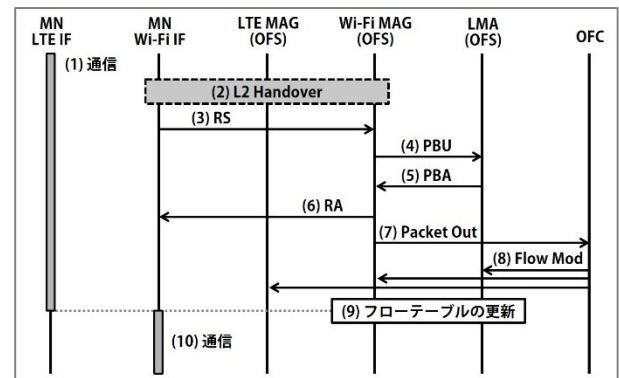 MN
LTE IF
MN
Wi-Fi IF
LTE MAG
(OFS)
Wi-Fi MAG
(OFS)
LMA
(OFS)
OFC
(1) 通信
(2) L2 Handover
(3) RS
(4) PBU
(5) PBA
(6) RA
(7) Packet Out
(8) Flow Mod
(9) フローテーブルの更新
(10) 通信